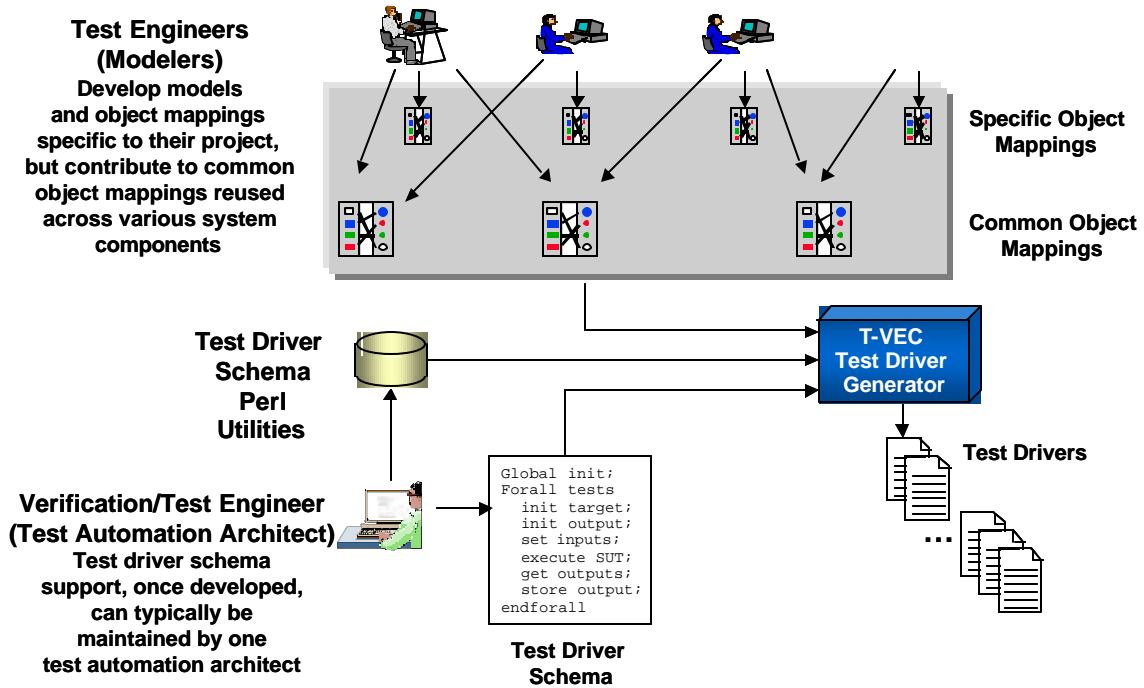 Test Engineers
(Modelers)
Develop models
and object mappings
specific to their project,
but contribute to common
object mappings reused
across various system
components
Specific Object
Mappings
Common Object
Mappings
Test Driver
Schema
Perl
Utilities
T-VEC
Test Driver
Generator
Test Drivers
...
Verification/Test Engineer
(Test Automation Architect)
Test driver schema
support, once developed,
can typically be
maintained by one
test automation architect
Global init;
Forall tests
init target;
init output;
set inputs;
execute SUT;
get outputs;
store output;
endforall
Test Driver
Schema